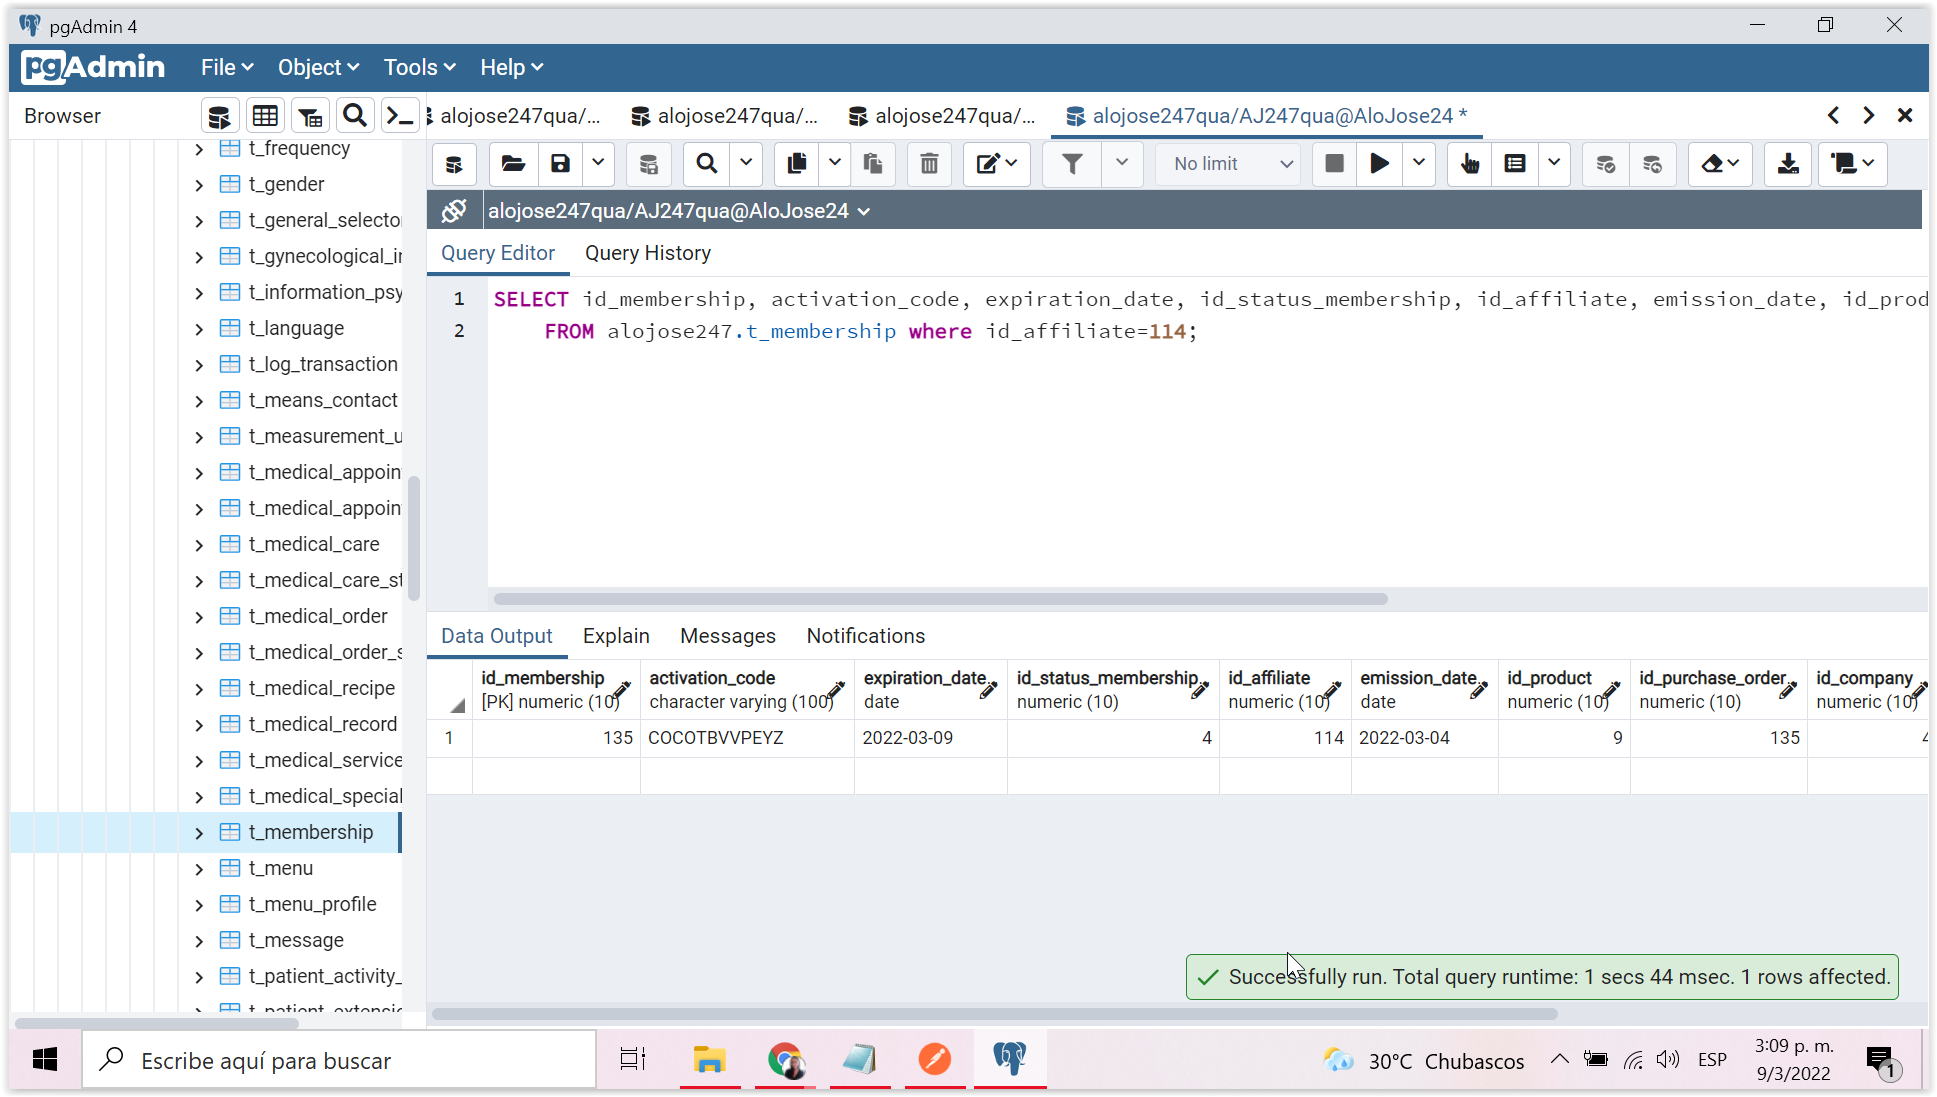 pgAdmin 4
pgAdmin File Object Tools Help
Browser
alojose247qua/... alojose247qua/... alojose247qua/... alojose247qua/AJ247qua@AloJose24 *
No limit
alojose247qua/AJ247qua@AloJose24
Query Editor Query History
1 SELECT id_membership, activation_code, expiration_date, id_status_membership, id_affiliate, emission_date, id_prod
2 FROM alojose247.t_membership where id_affiliate=114;
t_frequency
t_gender
t_general_selecto
t_gynecological_i
t_information_psy
t_language
t_log_transaction
t_means_contact
t_measurement_u
t_medical_appoin
t_medical_appoin
t_medical_care
t_medical_care_st
t_medical_order
t_medical_order_s
t_medical_recipe
t_medical_record
t_medical_service
t_medical_special
t_membership
t_menu
t_menu_profile
t_message
t_patient_activity_
Data Output Explain Messages Notifications
id_membership activation_code expiration_date id_status_membership id_affiliate emission_date id_product id_purchase_order id_company
[PK] numeric (10) character varying (100) date numeric (10) numeric (10) date numeric (10) numeric (10) numeric (10)
1 135 COCOTBVVPEYZ 2022-03-09 4 114 2022-03-04 9 135
Successfully run. Total query runtime: 1 secs 44 msec. 1 rows affected.
Escribe aquí para buscar
30°C Chubascos
ESP
3:09 p. m.
9/3/2022
1